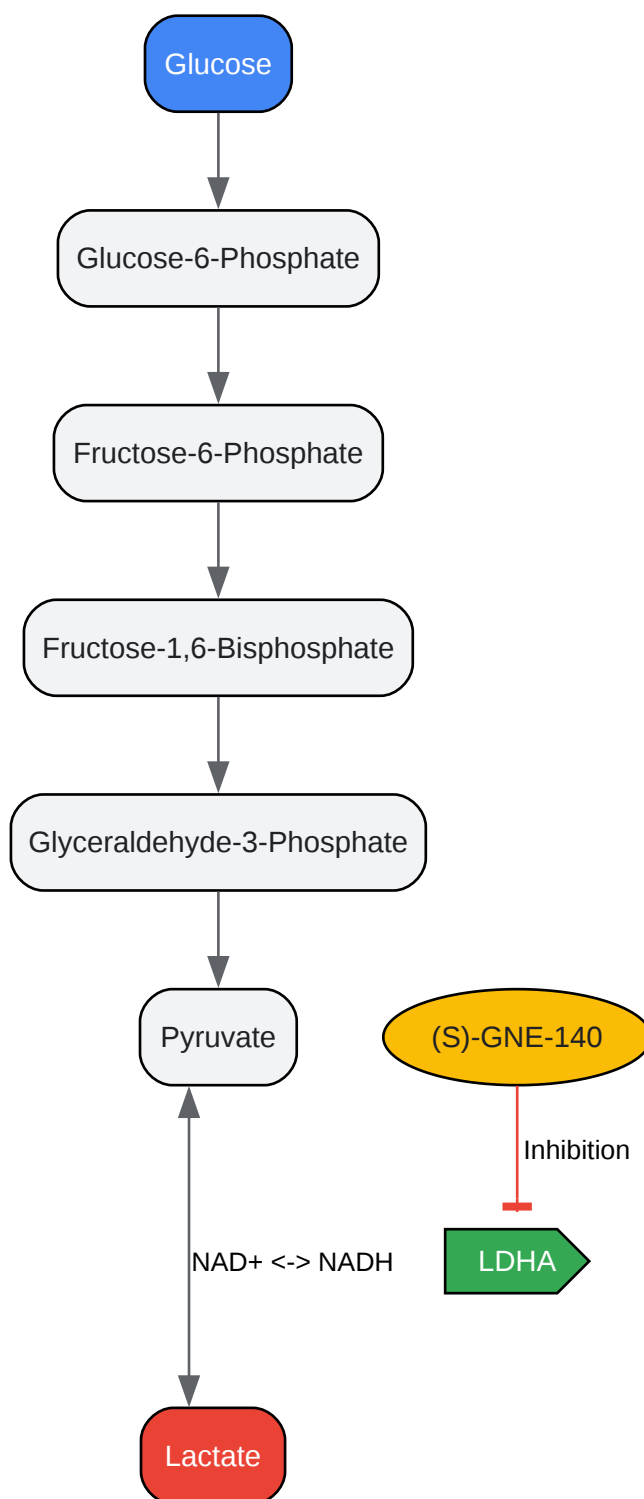 Glucose
Glucose-6-Phosphate
Fructose-6-Phosphate
Fructose-1,6-Bisphosphate
Glyceraldehyde-3-Phosphate
Pyruvate
(S)-GNE-140
Inhibition
NAD+ <-> NADH
LDHA
Lactate